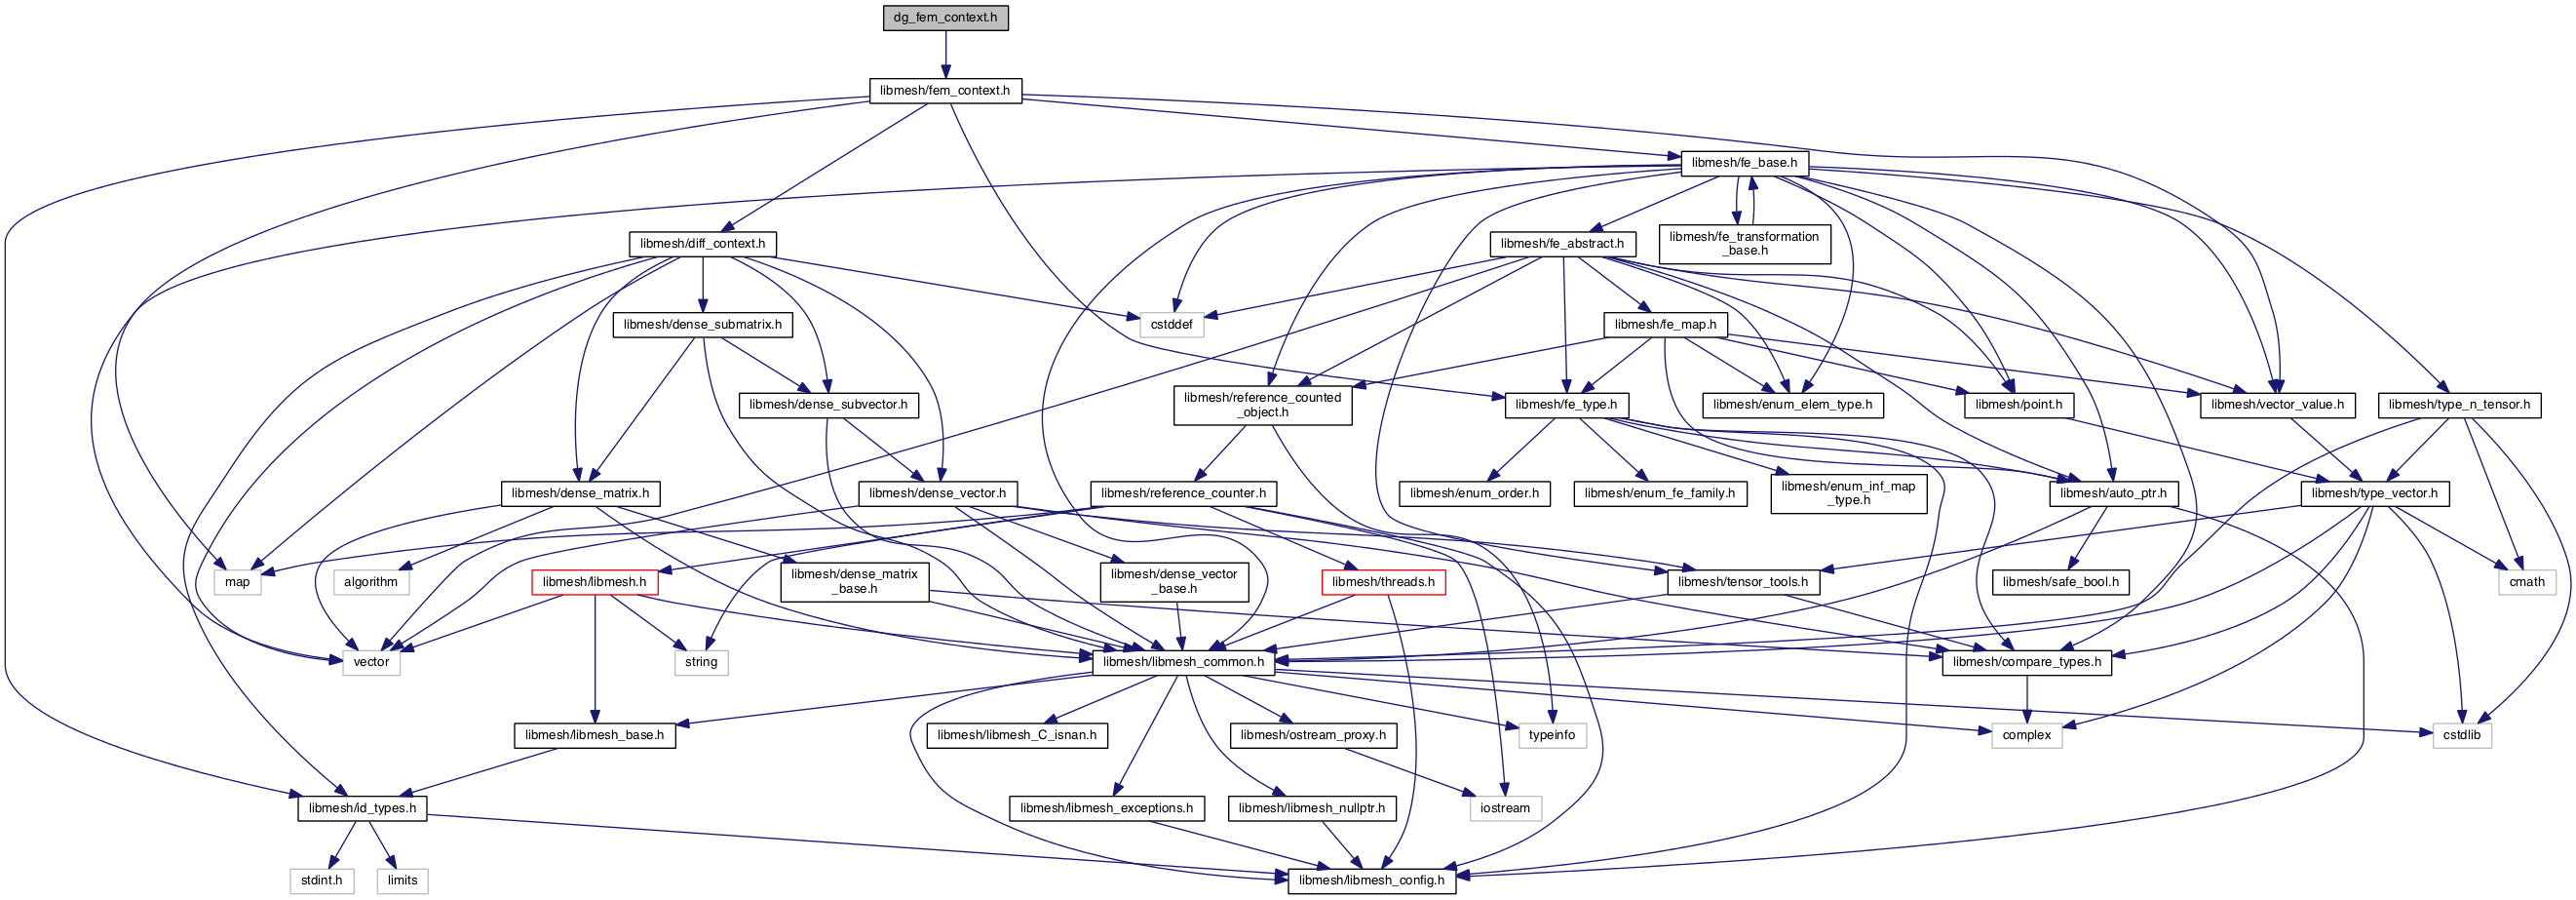 dg_fem_context.h
libmesh/fem_context.h
libmesh/fe_base.h
libmesh/diff_context.h
libmesh/fe_abstract.h
libmesh/fe_transformation
_base.h
libmesh/dense_submatrix.h
cstddef
libmesh/fe_map.h
libmesh/dense_subvector.h
libmesh/reference_counted
_object.h
libmesh/fe_type.h
libmesh/enum_elem_type.h
libmesh/point.h
libmesh/vector_value.h
libmesh/type_n_tensor.h
libmesh/dense_matrix.h
libmesh/dense_vector.h
libmesh/reference_counter.h
libmesh/enum_order.h
libmesh/enum_fe_family.h
libmesh/enum_inf_map
_type.h
libmesh/auto_ptr.h
libmesh/type_vector.h
map
algorithm
libmesh/libmesh.h
libmesh/dense_matrix
_base.h
libmesh/dense_vector
_base.h
libmesh/threads.h
libmesh/tensor_tools.h
libmesh/safe_bool.h
cmath
vector
string
libmesh/libmesh_common.h
libmesh/compare_types.h
libmesh/libmesh_base.h
libmesh/libmesh_C_isnan.h
libmesh/ostream_proxy.h
typeinfo
complex
cstdlib
libmesh/id_types.h
libmesh/libmesh_exceptions.h
libmesh/libmesh_nullptr.h
iostream
stdint.h
limits
libmesh/libmesh_config.h